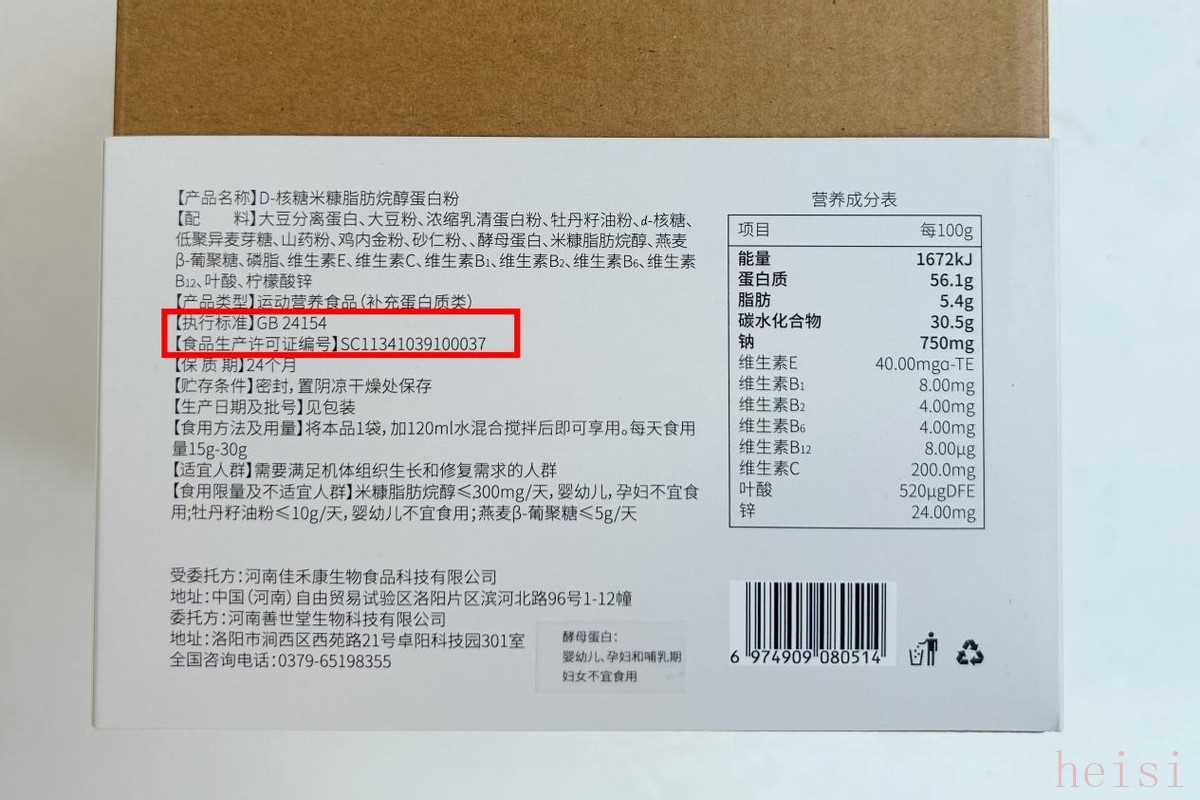 【产品名称】D-核糖米糠脂肪烷醇蛋白粉
【配 料】大豆分离蛋白、大豆粉、浓缩乳清蛋白粉、牡丹籽油粉、d-核糖、
低聚异麦芽糖、山药粉、鸡内金粉、砂仁粉、、酵母蛋白、米糠脂肪烷醇、燕麦
β-葡聚糖、磷脂、维生素E、维生素C、维生素B1、维生素B2、维生素B6、维生素
B12、叶酸、柠檬酸锌
【产品类型】运动营养食品（补充蛋白质类）
【执行标准】GB 24154
【食品生产许可证编号】SC11341039100037
【保 质 期】24个月
【贮存条件】密封，置阴凉干燥处保存
【生产日期及批号】见包装
【食用方法及用量】将本品1袋，加120ml水混合搅拌后即可享用。每天食用
量15g-30g
【适宜人群】需要满足机体组织生长和修复需求的人群
【食用限量及不适宜人群】米糠脂肪烷醇≤300mg/天，婴幼儿，孕妇不宜食
用;牡丹籽油粉≤10g/天，婴幼儿不宜食用；燕麦β-葡聚糖≤5g/天
受委托方：河南佳禾康生物食品科技有限公司
地址：中国（河南）自由贸易试验区洛阳片区滨河北路96号1-12幢
委托方：河南善世堂生物科技有限公司
地址：洛阳市涧西区西苑路21号卓阳科技园301室
全国咨询电话：0379-65198355
酵母蛋白：
婴幼儿、孕妇和哺乳期
妇女不宜食用
营养成分表
项目 每100g
能量 1672kJ
蛋白质 56.1g
脂肪 5.4g
碳水化合物 30.5g
钠 750mg
维生素E 40.00mgα-TE
维生素B1 8.00mg
维生素B2 4.00mg
维生素B6 4.00mg
维生素B12 8.00μg
维生素C 200.0mg
叶酸 520μgDFE
锌 24.00mg
6 974909 080514
heisi